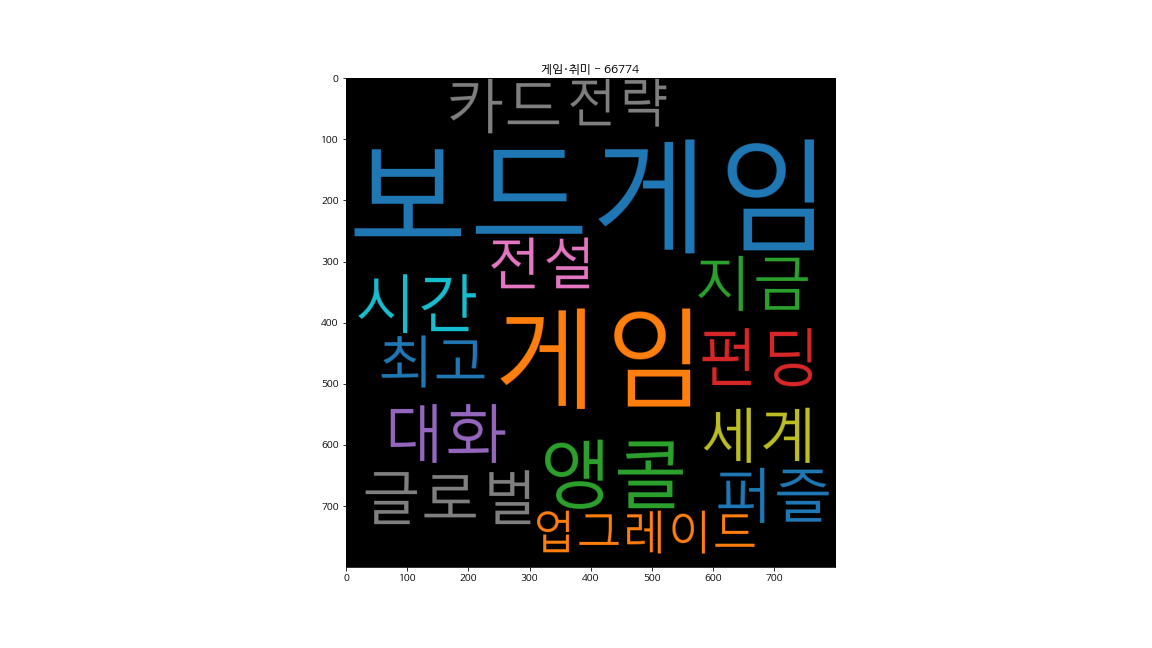 게임·취미 - 66774
카드전략
보드게임
전설
지금
시간
게임
펀딩
최고
대화
세계
앵콜
글로벌
퍼즐
업그레이드
0
100
200
300
400
500
600
700
0 100 200 300 400 500 600 700